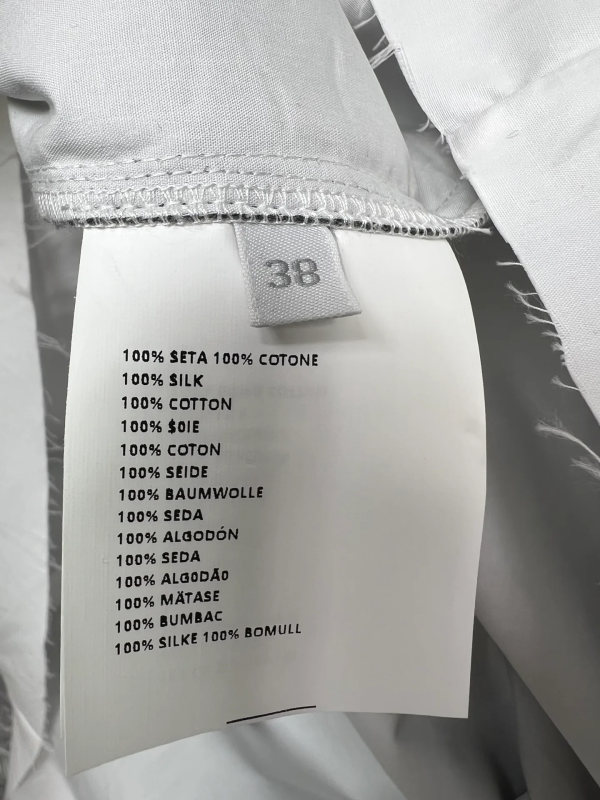 38
100% SETA 100% COTONE
100% SILK
100% COTTON
100% $OIE
100% COTON
100% SEIDE
100% BAUMWOLLE
100% SEDA
100% ALGODÓN
100% SEDA
100% ALGODÃO
100% MÄTASE
100% BUMBAC
100% SILKE 100% BOMULL